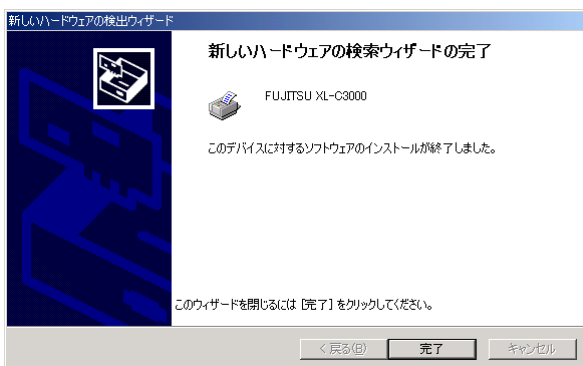 新しいハードウェアの検出ウィザード
新しいハードウェアの検索ウィザードの完了
FUJITSU XL-C3000
このデバイスに対するソフトウェアのインストールが終了しました。
このウィザードを閉じるには [完了] をクリックしてください。
< 戻る(B)
完了
キャンセル